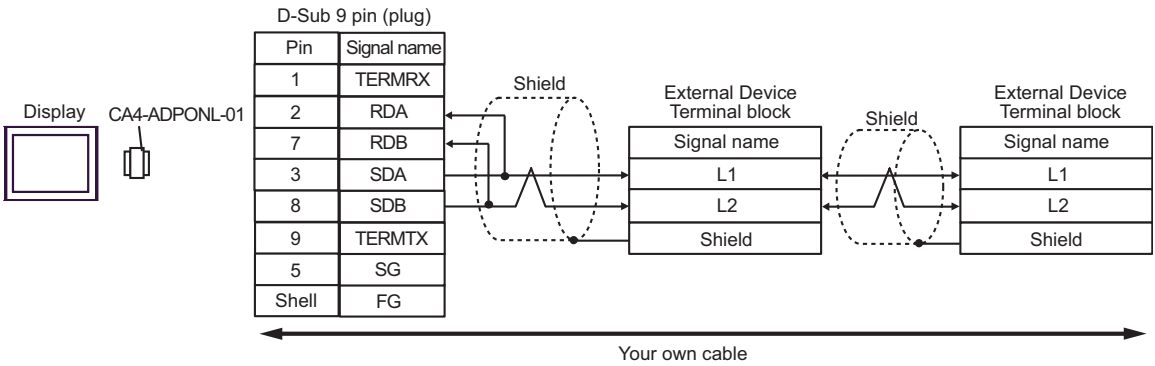 D-Sub 9 pin (plug)
Pin Signal name
1 TERMRX
2 RDA
7 RDB
3 SDA
8 SDB
9 TERMTX
5 SG
Shell FG
Display
CA4-ADPONL-01
Shield
External Device
Terminal block
Signal name
L1
L2
Shield
Shield
External Device
Terminal block
Signal name
L1
L2
Shield
Your own cable